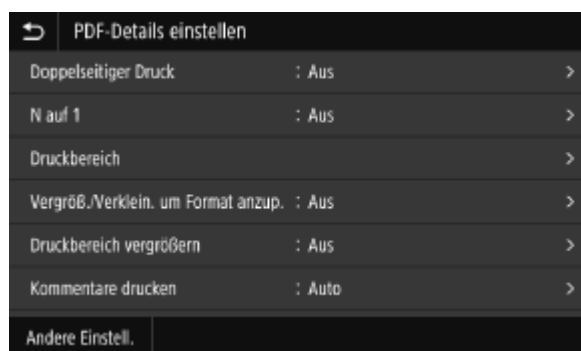 PDF-Details einstellen
Doppelseitiger Druck : Aus
N auf 1 : Aus
Druckbereich
Vergröß./Verklein. um Format anzup. : Aus
Druckbereich vergrößern : Aus
Kommentare drucken : Auto
Andere Einstell.